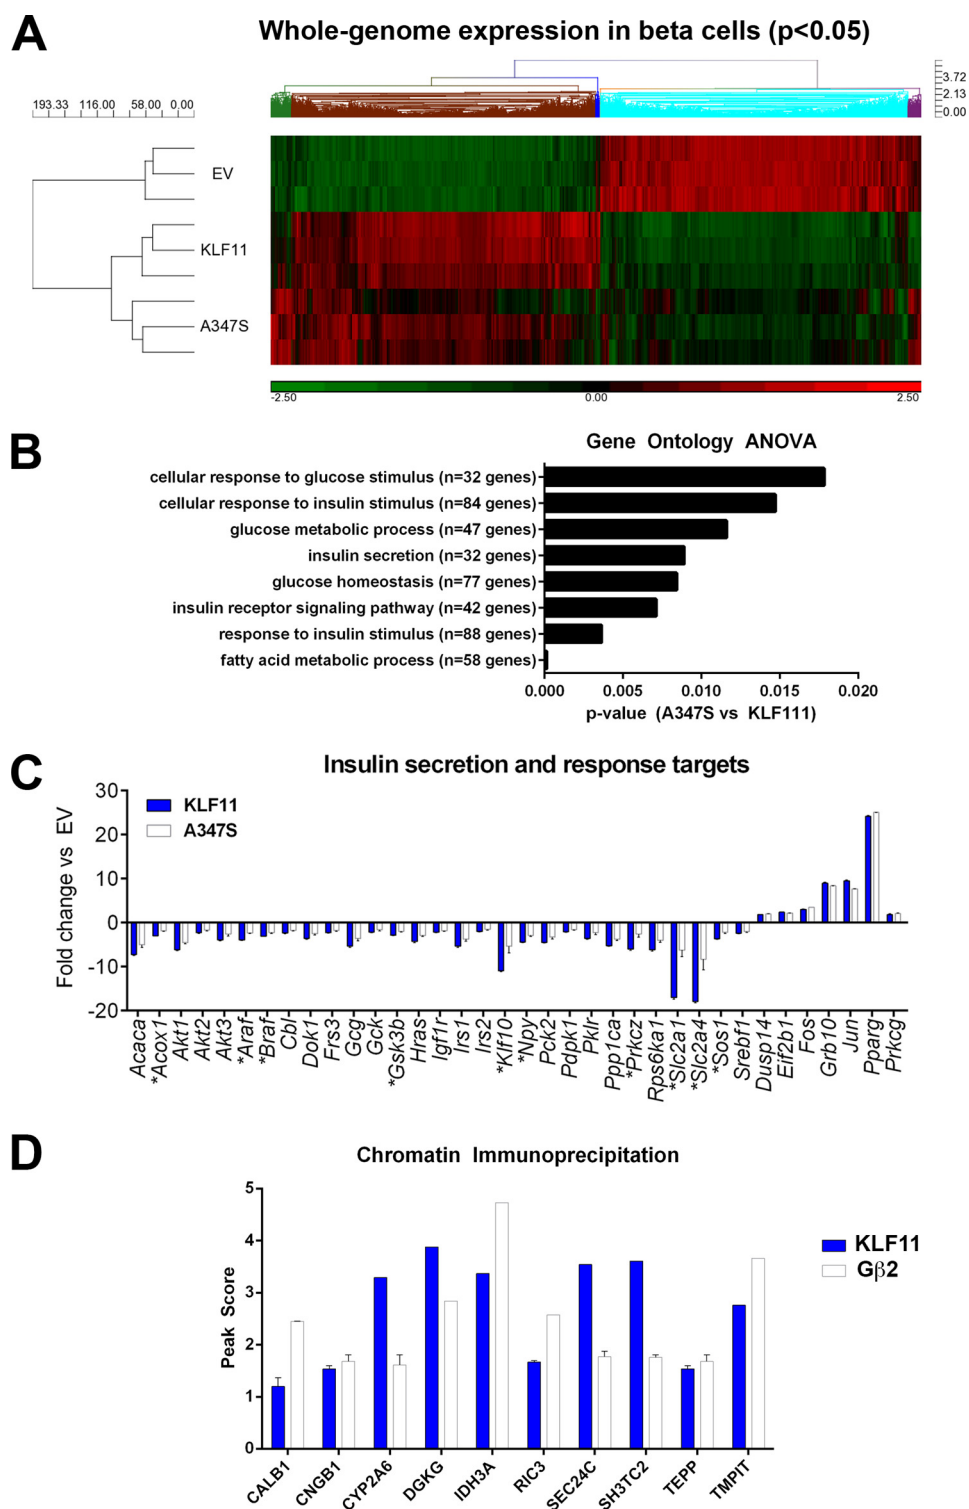 A
Whole-genome expression in beta cells (p<0.05)
193.33 116.00 58.00 0.00
3.72
2.13
0.00
EV
KLF11
A347S
-2.50 0.00 2.50
B
Gene Ontology ANOVA
cellular response to glucose stimulus (n=32 genes)
cellular response to insulin stimulus (n=84 genes)
glucose metabolic process (n=47 genes)
insulin secretion (n=32 genes)
glucose homeostasis (n=77 genes)
insulin receptor signaling pathway (n=42 genes)
response to insulin stimulus (n=88 genes)
fatty acid metabolic process (n=58 genes)
0.000 0.005 0.010 0.015 0.020
p-value (A347S vs KLF111)
C
Insulin secretion and response targets
Fold change vs EV
30
20
10
0
-10
-20
KLF11
A347S
Acaca
*Acox1
Akt1
Akt2
Akt3
*Araf
*Braf
Cbl
Dok1
Frs3
Gcg
Gck
*Gsk3b
Hras
Igf1r
Irs1
Irs2
*Klf10
*Npy
Pck2
Pdpk1
Pklr
Ppp1ca
*Prkcz
Rps6ka1
*Slc2a1
*Slc2a4
*Sos1
Srebf1
Dusp14
Eif2b1
Fos
Grb10
Jun
Pparg
Prkcg
D
Chromatin Immunoprecipitation
Peak Score
5
4
3
2
1
0
KLF11
Gβ2
CALB1
CNGB1
CYP2A6
DGKG
IDH3A
RIC3
SEC24C
SH3TC2
TEPP
TMPIT